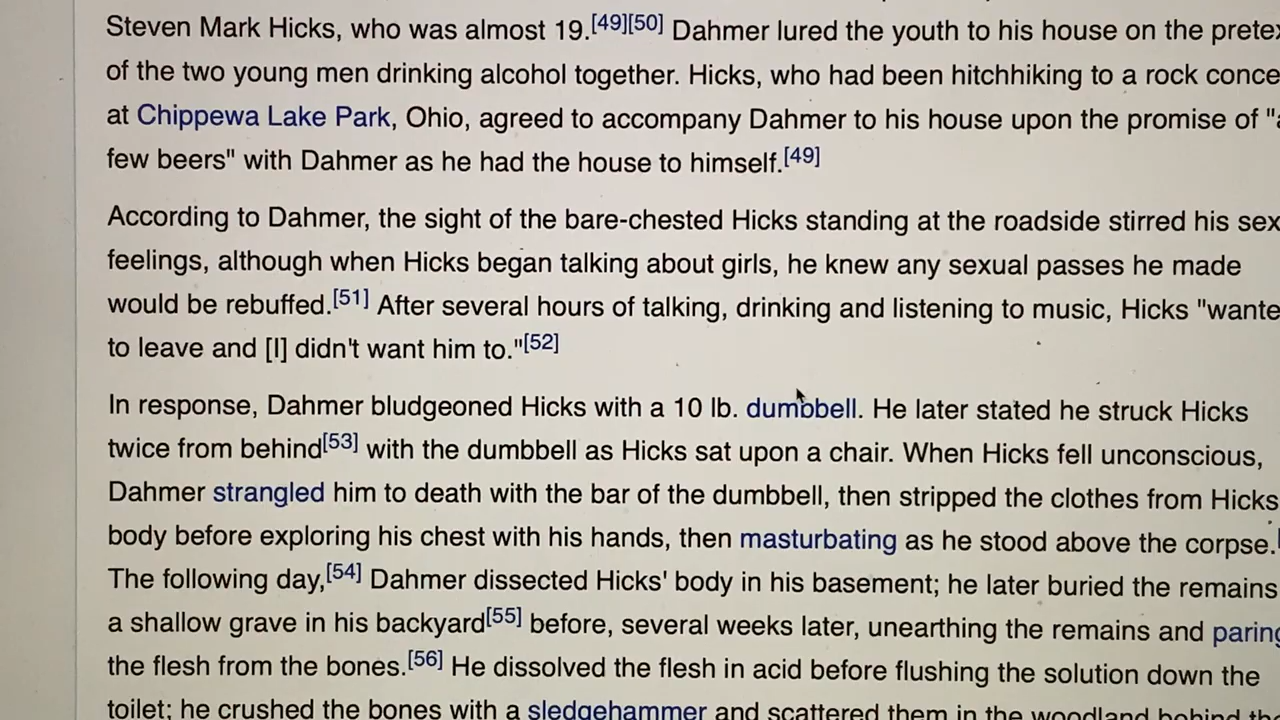 Steven Mark Hicks, who was almost 19.[49][50] Dahmer lured the youth to his house on the
of the two young men drinking alcohol together. Hicks, who had been hitchhiking to a rock
at Chippewa Lake Park, Ohio, agreed to accompany Dahmer to his house upon the promise of "a
few beers" with Dahmer as he had the house to himself.[49]
According to Dahmer, the sight of the bare-chested Hicks standing at the roadside stirred his
feelings, although when Hicks began talking about girls, he knew any sexual passes he made
would be rebuffed.[51] After several hours of talking, drinking and listening to music, Hicks
to leave and [I] didn't want him to."[52]
In response, Dahmer bludgeoned Hicks with a 10 lb. dumbbell. He later stated he struck Hicks
twice from behind[53] with the dumbbell as Hicks sat upon a chair. When Hicks fell unconscious,
Dahmer strangled him to death with the bar of the dumbbell, then stripped the clothes from Hicks
body before exploring his chest with his hands, then masturbating as he stood above the corpse.
The following day,[54] Dahmer dissected Hicks' body in his basement; he later buried the remains
a shallow grave in his backyard[55] before, several weeks later, unearthing the remains and
the flesh from the bones.[56] He dissolved the flesh in acid before flushing the solution down the
toilet; he crushed the bones with a sledgehammer and scattered them in the woodland behind the